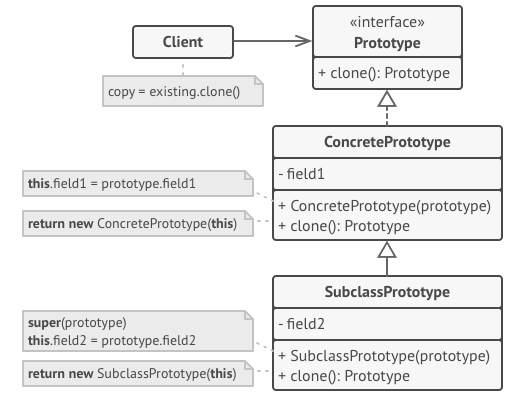 Client
«interface»
Prototype
+ clone(): Prototype
copy = existing.clone()
ConcretePrototype
- field1
this.field1 = prototype.field1
+ ConcretePrototype(prototype)
return new ConcretePrototype(this)
+ clone(): Prototype
SubclassPrototype
- field2
super(prototype)
this.field2 = prototype.field2
+ SubclassPrototype(prototype)
return new SubclassPrototype(this)
+ clone(): Prototype